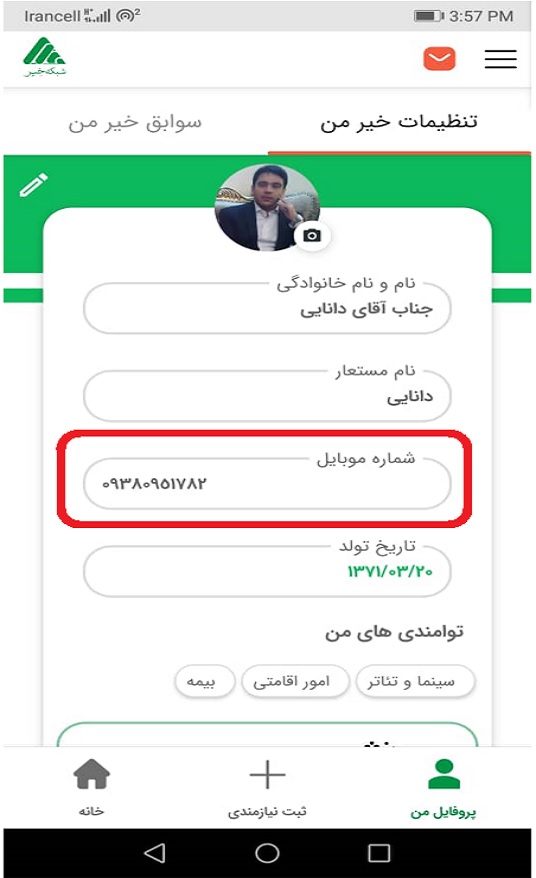 Irancell 3:57 PM
شبکه خیر
تنظیمات خیر من
سوابق خیر من
نام و نام خانوادگی
جناب آقای دانایی
نام مستعار
دانایی
شماره موبایل
۰۹۳۸۰۹۵۱۷۸۲
تاریخ تولد
۱۳۷۱/۰۳/۲۰
توامندی های من
سینما و تئاتر
امور اقامتی
بیمه
پروفایل من
ثبت نیازمندی
خانه